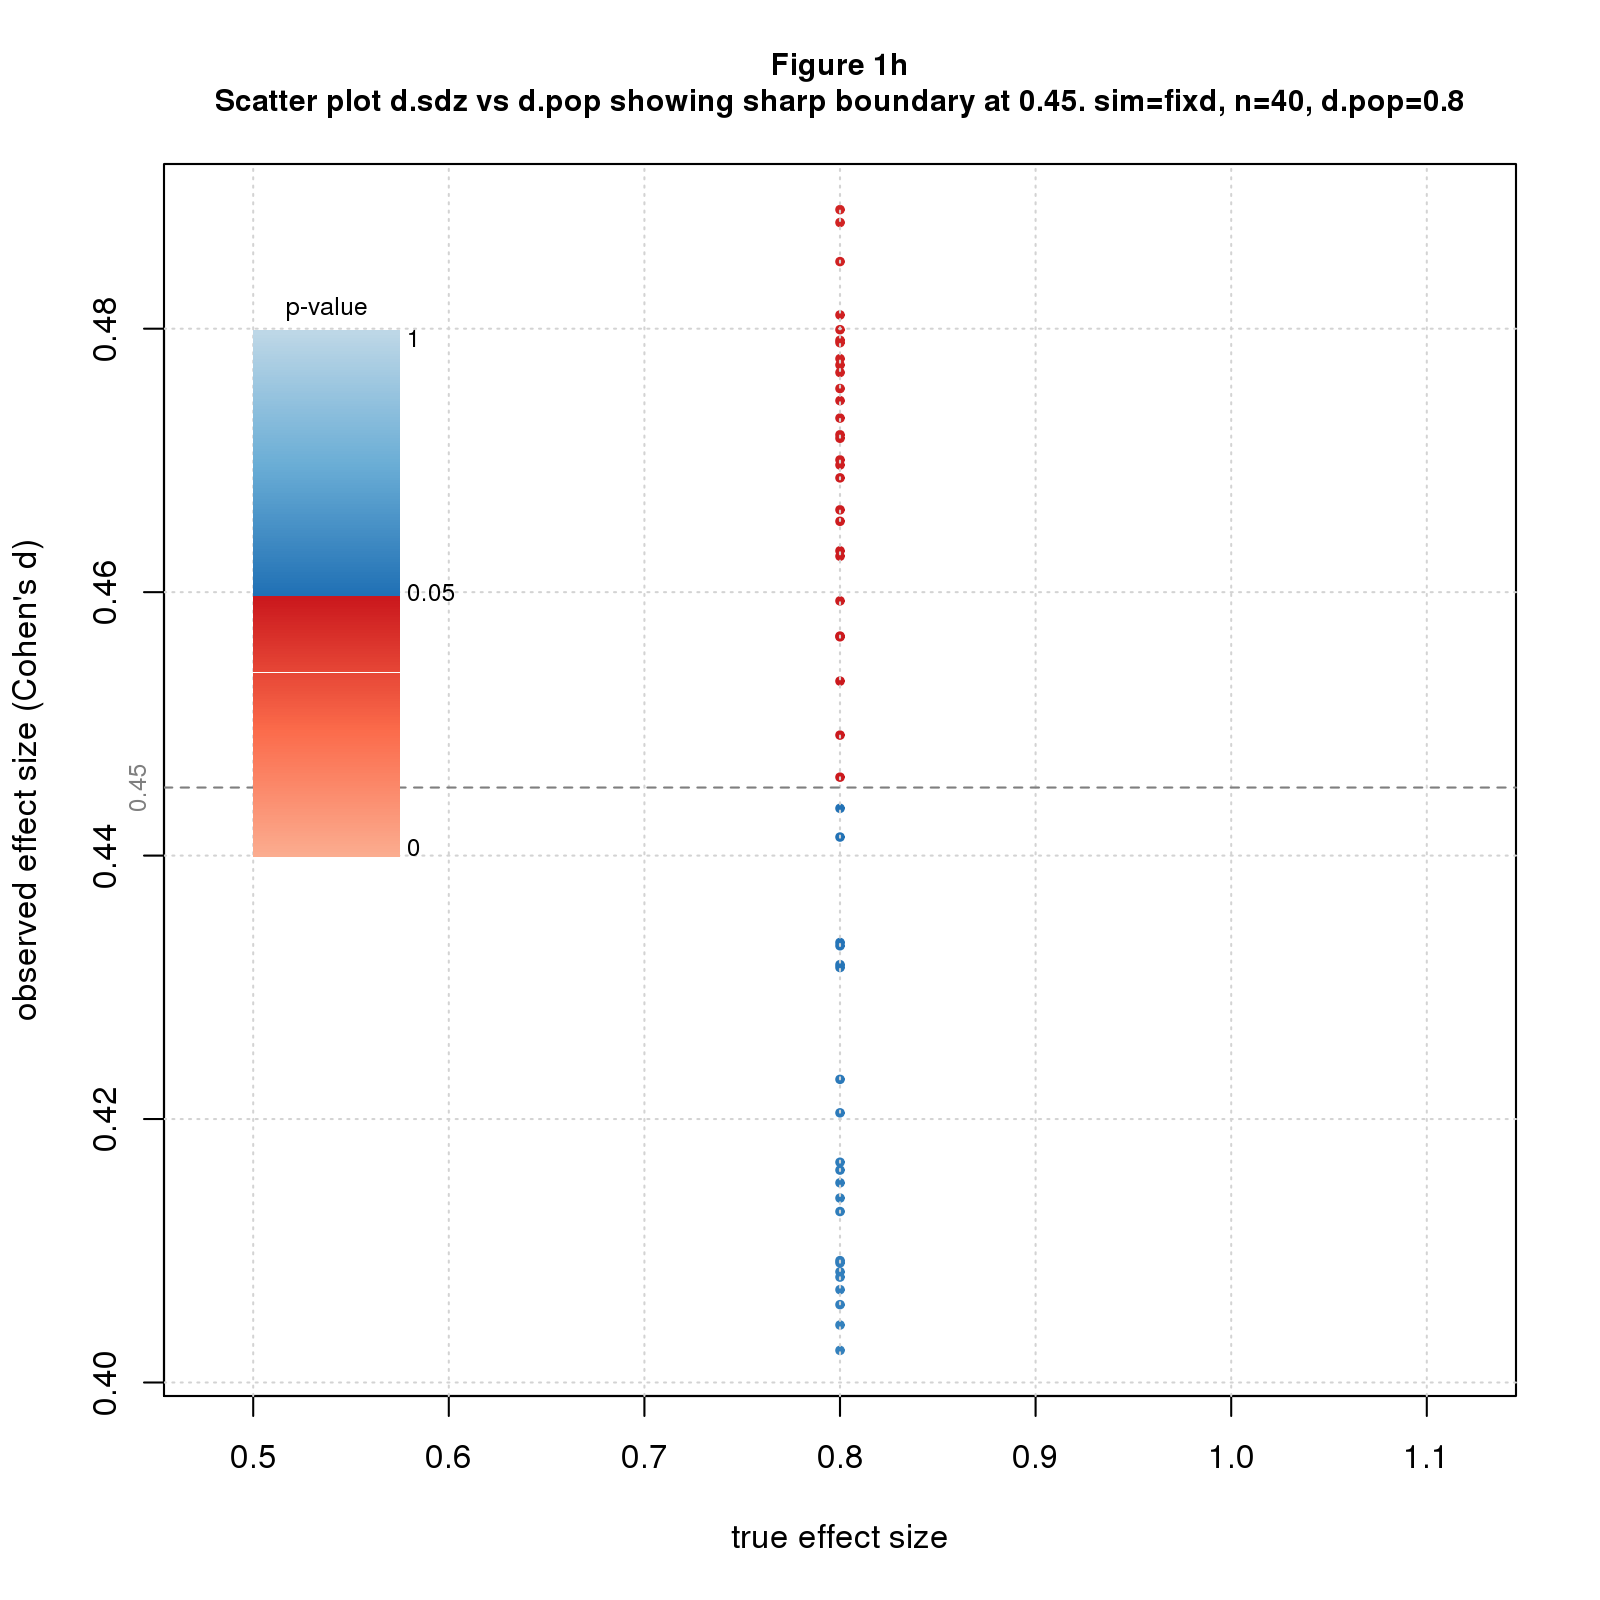 Figure 1h
Scatter plot d.sdz vs d.pop showing sharp boundary at 0.45. sim=fixd, n=40, d.pop=0.8
observed effect size (Cohen's d)
0.48
0.46
0.45
0.44
0.42
0.40
p-value
1
0.05
0
0.5 0.6 0.7 0.8 0.9 1.0 1.1
true effect size